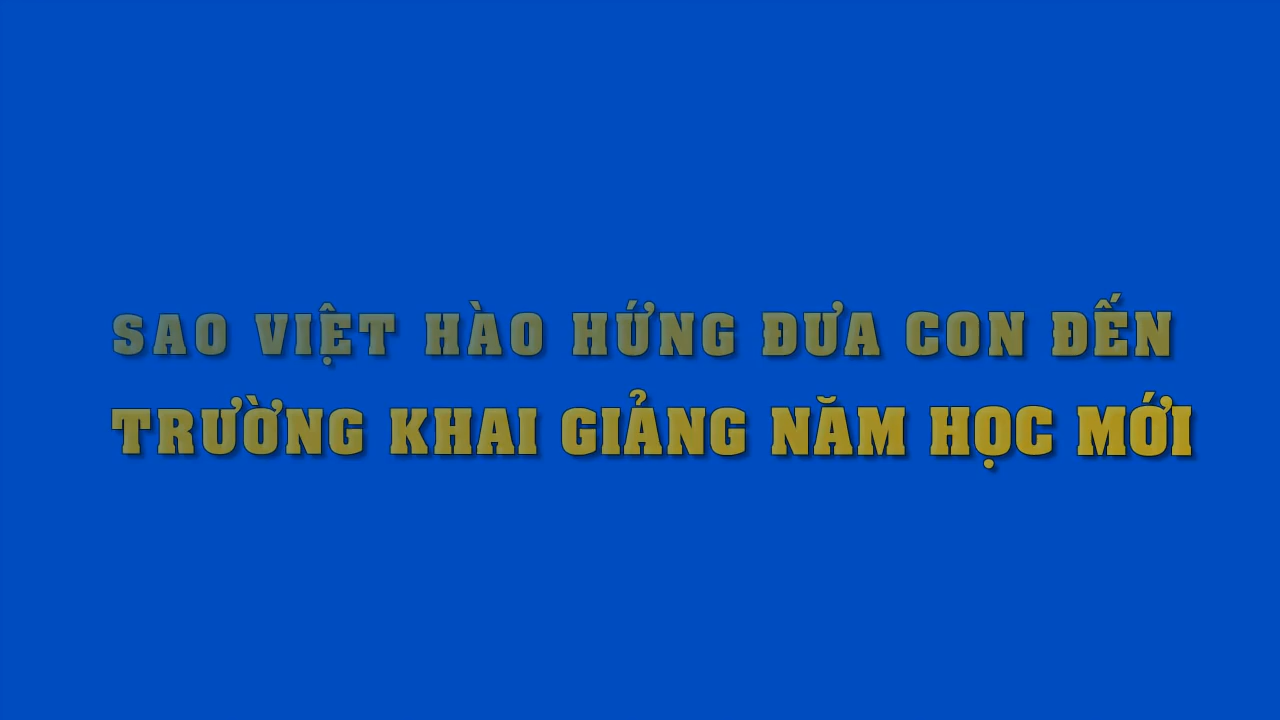 SAO VIỆT HÀO HỨNG ĐƯA CON ĐẾN
TRƯỜNG KHAI GIẢNG NĂM HỌC MỚI